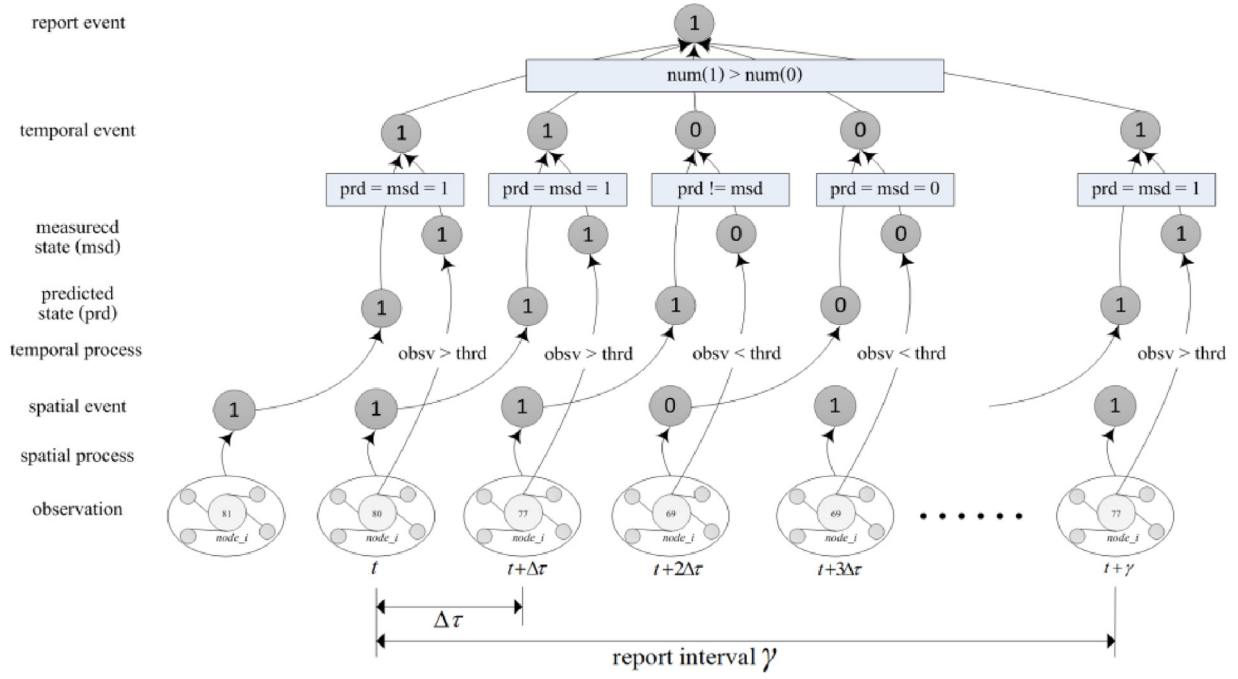 report event
1
num(1) > num(0)
temporal event
1 1 0 0 1
prd = msd = 1 prd = msd = 1 prd != msd prd = msd = 0 prd = msd = 1
measurecd
state (msd)
1 1 0 0 1
predicted
state (prd)
1 1 1 0 1
temporal process
obsv > thrd obsv > thrd obsv < thrd obsv < thrd obsv > thrd
spatial event
1 1 1 0 1 1
spatial process
observation
81 80 77 69 69 77
node_i node_i node_i node_i node_i node_i
......
t t+Δτ t+2Δτ t+3Δτ t+γ
Δτ
report interval γ